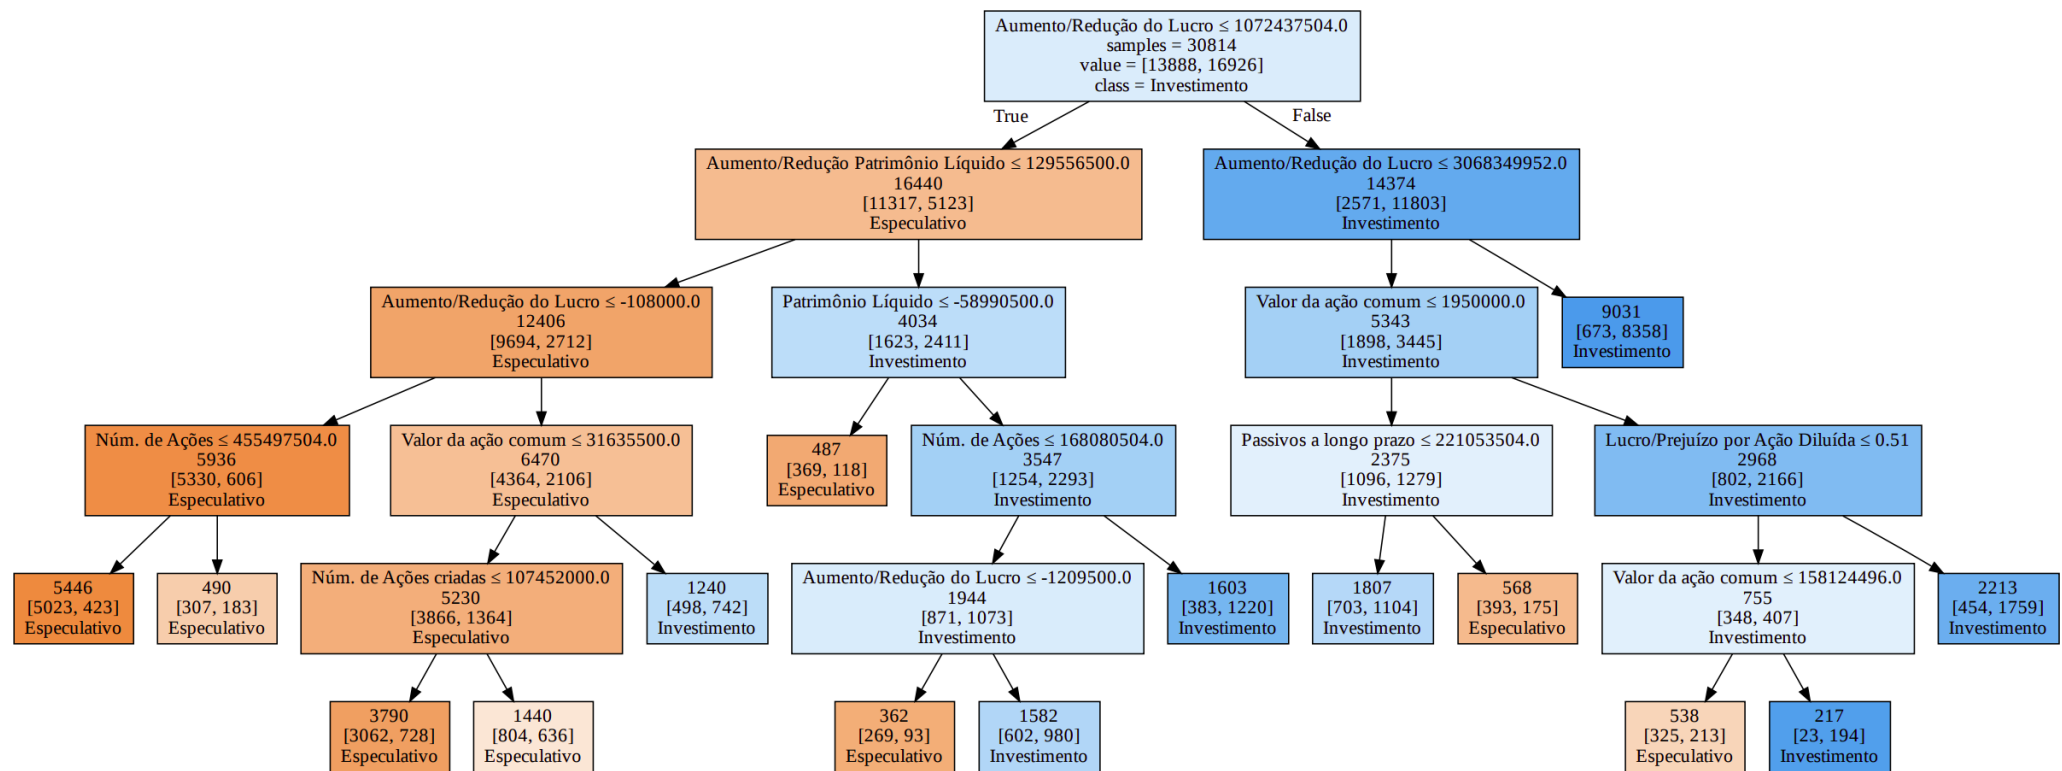 Aumento/Redução do Lucro ≤ 1072437504.0
samples = 30814
value = [13888, 16926]
class = Investimento
True
False
Aumento/Redução Patrimônio Líquido ≤ 129556500.0
16440
[11317, 5123]
Especulativo
Aumento/Redução do Lucro ≤ 3068349952.0
14374
[2571, 11803]
Investimento
Aumento/Redução do Lucro ≤ -108000.0
12406
[9694, 2712]
Especulativo
Patrimônio Líquido ≤ -58990500.0
4034
[1623, 2411]
Investimento
Valor da ação comum ≤ 1950000.0
5343
[1898, 3445]
Investimento
9031
[673, 8358]
Investimento
Núm. de Ações ≤ 455497504.0
5936
[5330, 606]
Especulativo
Valor da ação comum ≤ 31635500.0
6470
[4364, 2106]
Especulativo
487
[369, 118]
Especulativo
Núm. de Ações ≤ 168080504.0
3547
[1254, 2293]
Investimento
Passivos a longo prazo ≤ 221053504.0
2375
[1096, 1279]
Investimento
Lucro/Prejuízo por Ação Diluída ≤ 0.51
2968
[802, 2166]
Investimento
5446
[5023, 423]
Especulativo
490
[307, 183]
Especulativo
Núm. de Ações criadas ≤ 107452000.0
5230
[3866, 1364]
Especulativo
1240
[498, 742]
Investimento
Aumento/Redução do Lucro ≤ -1209500.0
1944
[871, 1073]
Investimento
1603
[383, 1220]
Investimento
1807
[703, 1104]
Investimento
568
[393, 175]
Especulativo
Valor da ação comum ≤ 158124496.0
755
[348, 407]
Investimento
2213
[454, 1759]
Investimento
3790
[3062, 728]
Especulativo
1440
[804, 636]
Especulativo
362
[269, 93]
Especulativo
1582
[602, 980]
Investimento
538
[325, 213]
Especulativo
217
[23, 194]
Investimento